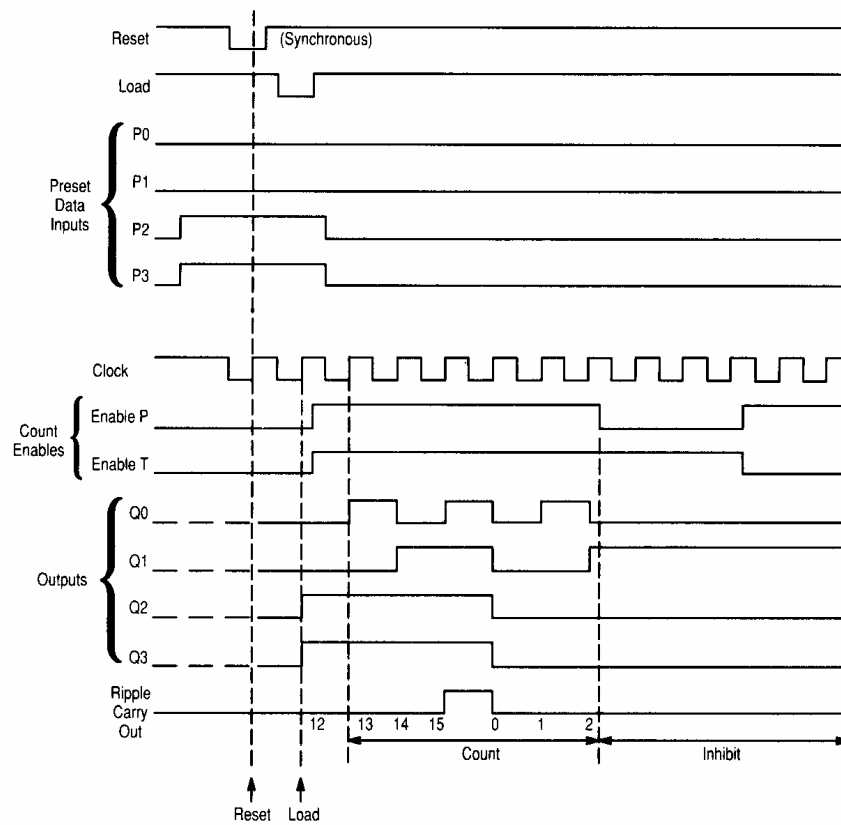 Reset
(Synchronous)
Load
P0
P1
Preset
Data
Inputs
P2
P3
Clock
Enable P
Count
Enables
Enable T
Q0
Q1
Outputs
Q2
Q3
Ripple
Carry
Out
12 13 14 15 0 1 2
Count
Inhibit
Reset Load